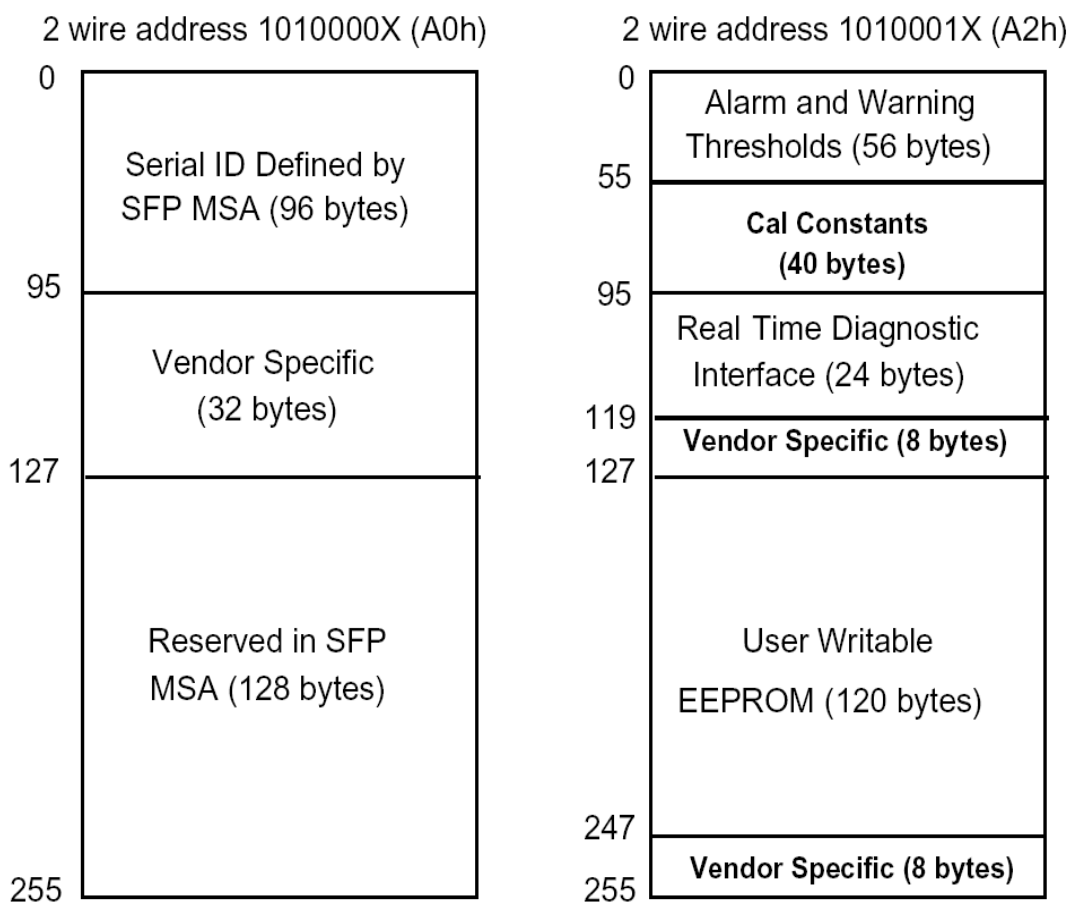 2 wire address 1010000X (A0h)
0
Serial ID Defined by
SFP MSA (96 bytes)
95
Vendor Specific
(32 bytes)
127
Reserved in SFP
MSA (128 bytes)
255
2 wire address 1010001X (A2h)
0
Alarm and Warning
Thresholds (56 bytes)
55
Cal Constants
(40 bytes)
95
Real Time Diagnostic
Interface (24 bytes)
119
Vendor Specific (8 bytes)
127
User Writable
EEPROM (120 bytes)
247
Vendor Specific (8 bytes)
255